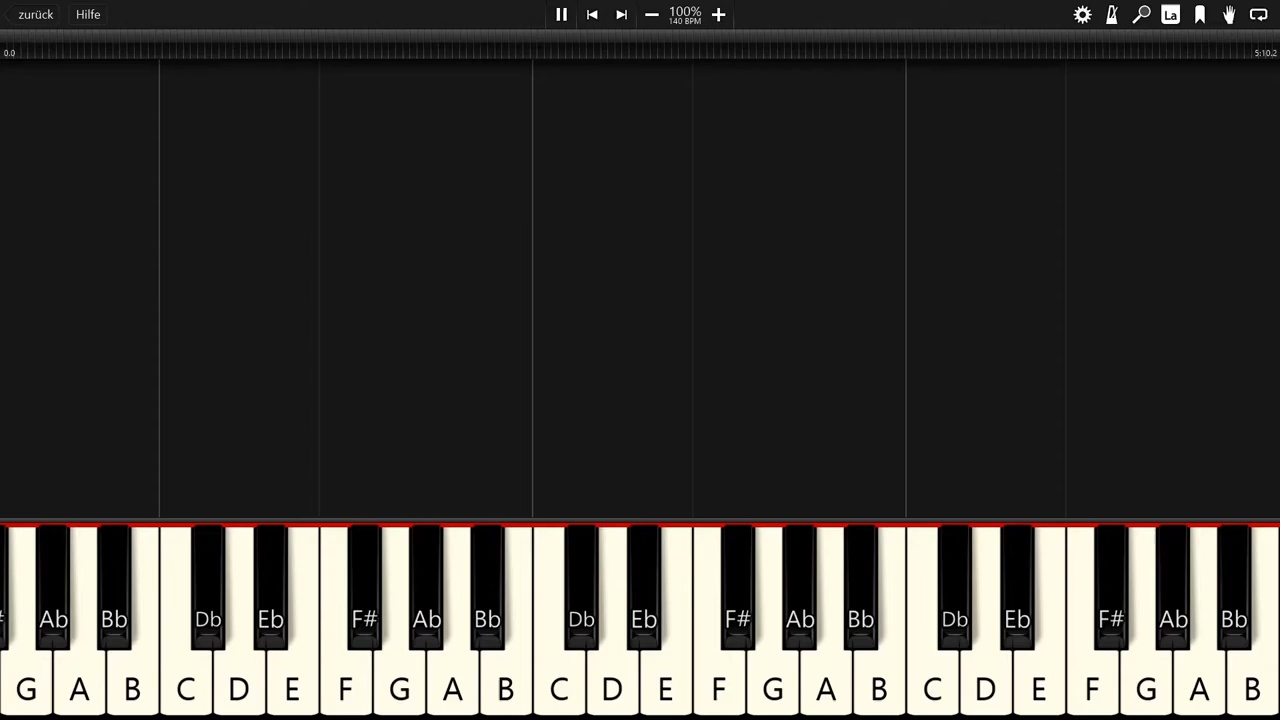 zurück Hilfe 100% La
140 BPM
0.0 5:10.2
# Ab Bb Db Eb F# Ab Bb Db Eb F# Ab Bb Db Eb F# Ab Bb
G A B C D E F G A B C D E F G A B C D E F G A B